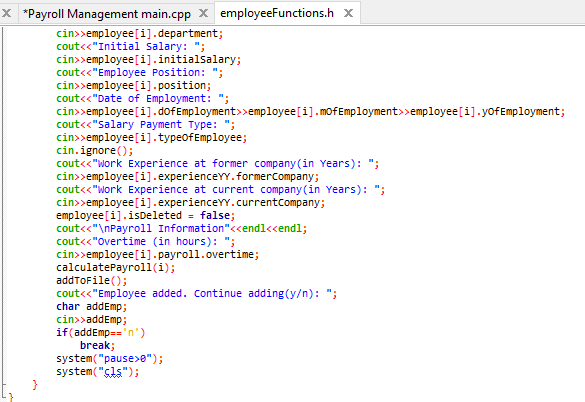 *Payroll Management main.cpp X employeeFunctions.h X
cin>>employee[i].department;
cout<<"Initial Salary: ";
cin>>employee[i].initialSalary;
cout<<"Employee Position: ";
cin>>employee[i].position;
cout<<"Date of Employment: ";
cin>>employee[i].dOfEmployment>>employee[i].mOfEmployment>>employee[i].yOfEmployment;
cout<<"Salary Payment Type: ";
cin>>employee[i].typeOfEmployee;
cin.ignore();
cout<<"Work Experience at former company(in Years): ";
cin>>employee[i].experienceYY.formerCompany;
cout<<"Work Experience at current company(in Years): ";
cin>>employee[i].experienceYY.currentCompany;
employee[i].isDeleted = false;
cout<<"\nPayroll Information"<<endl<<endl;
cout<<"Overtime (in hours): ";
cin>>employee[i].payroll.overtime;
calculatePayroll(i);
addToFile();
cout<<"Employee added. Continue adding(y/n): ";
char addEmp;
cin>>addEmp;
if(addEmp=='n')
break;
system("pause>0");
system("cls");
}
}